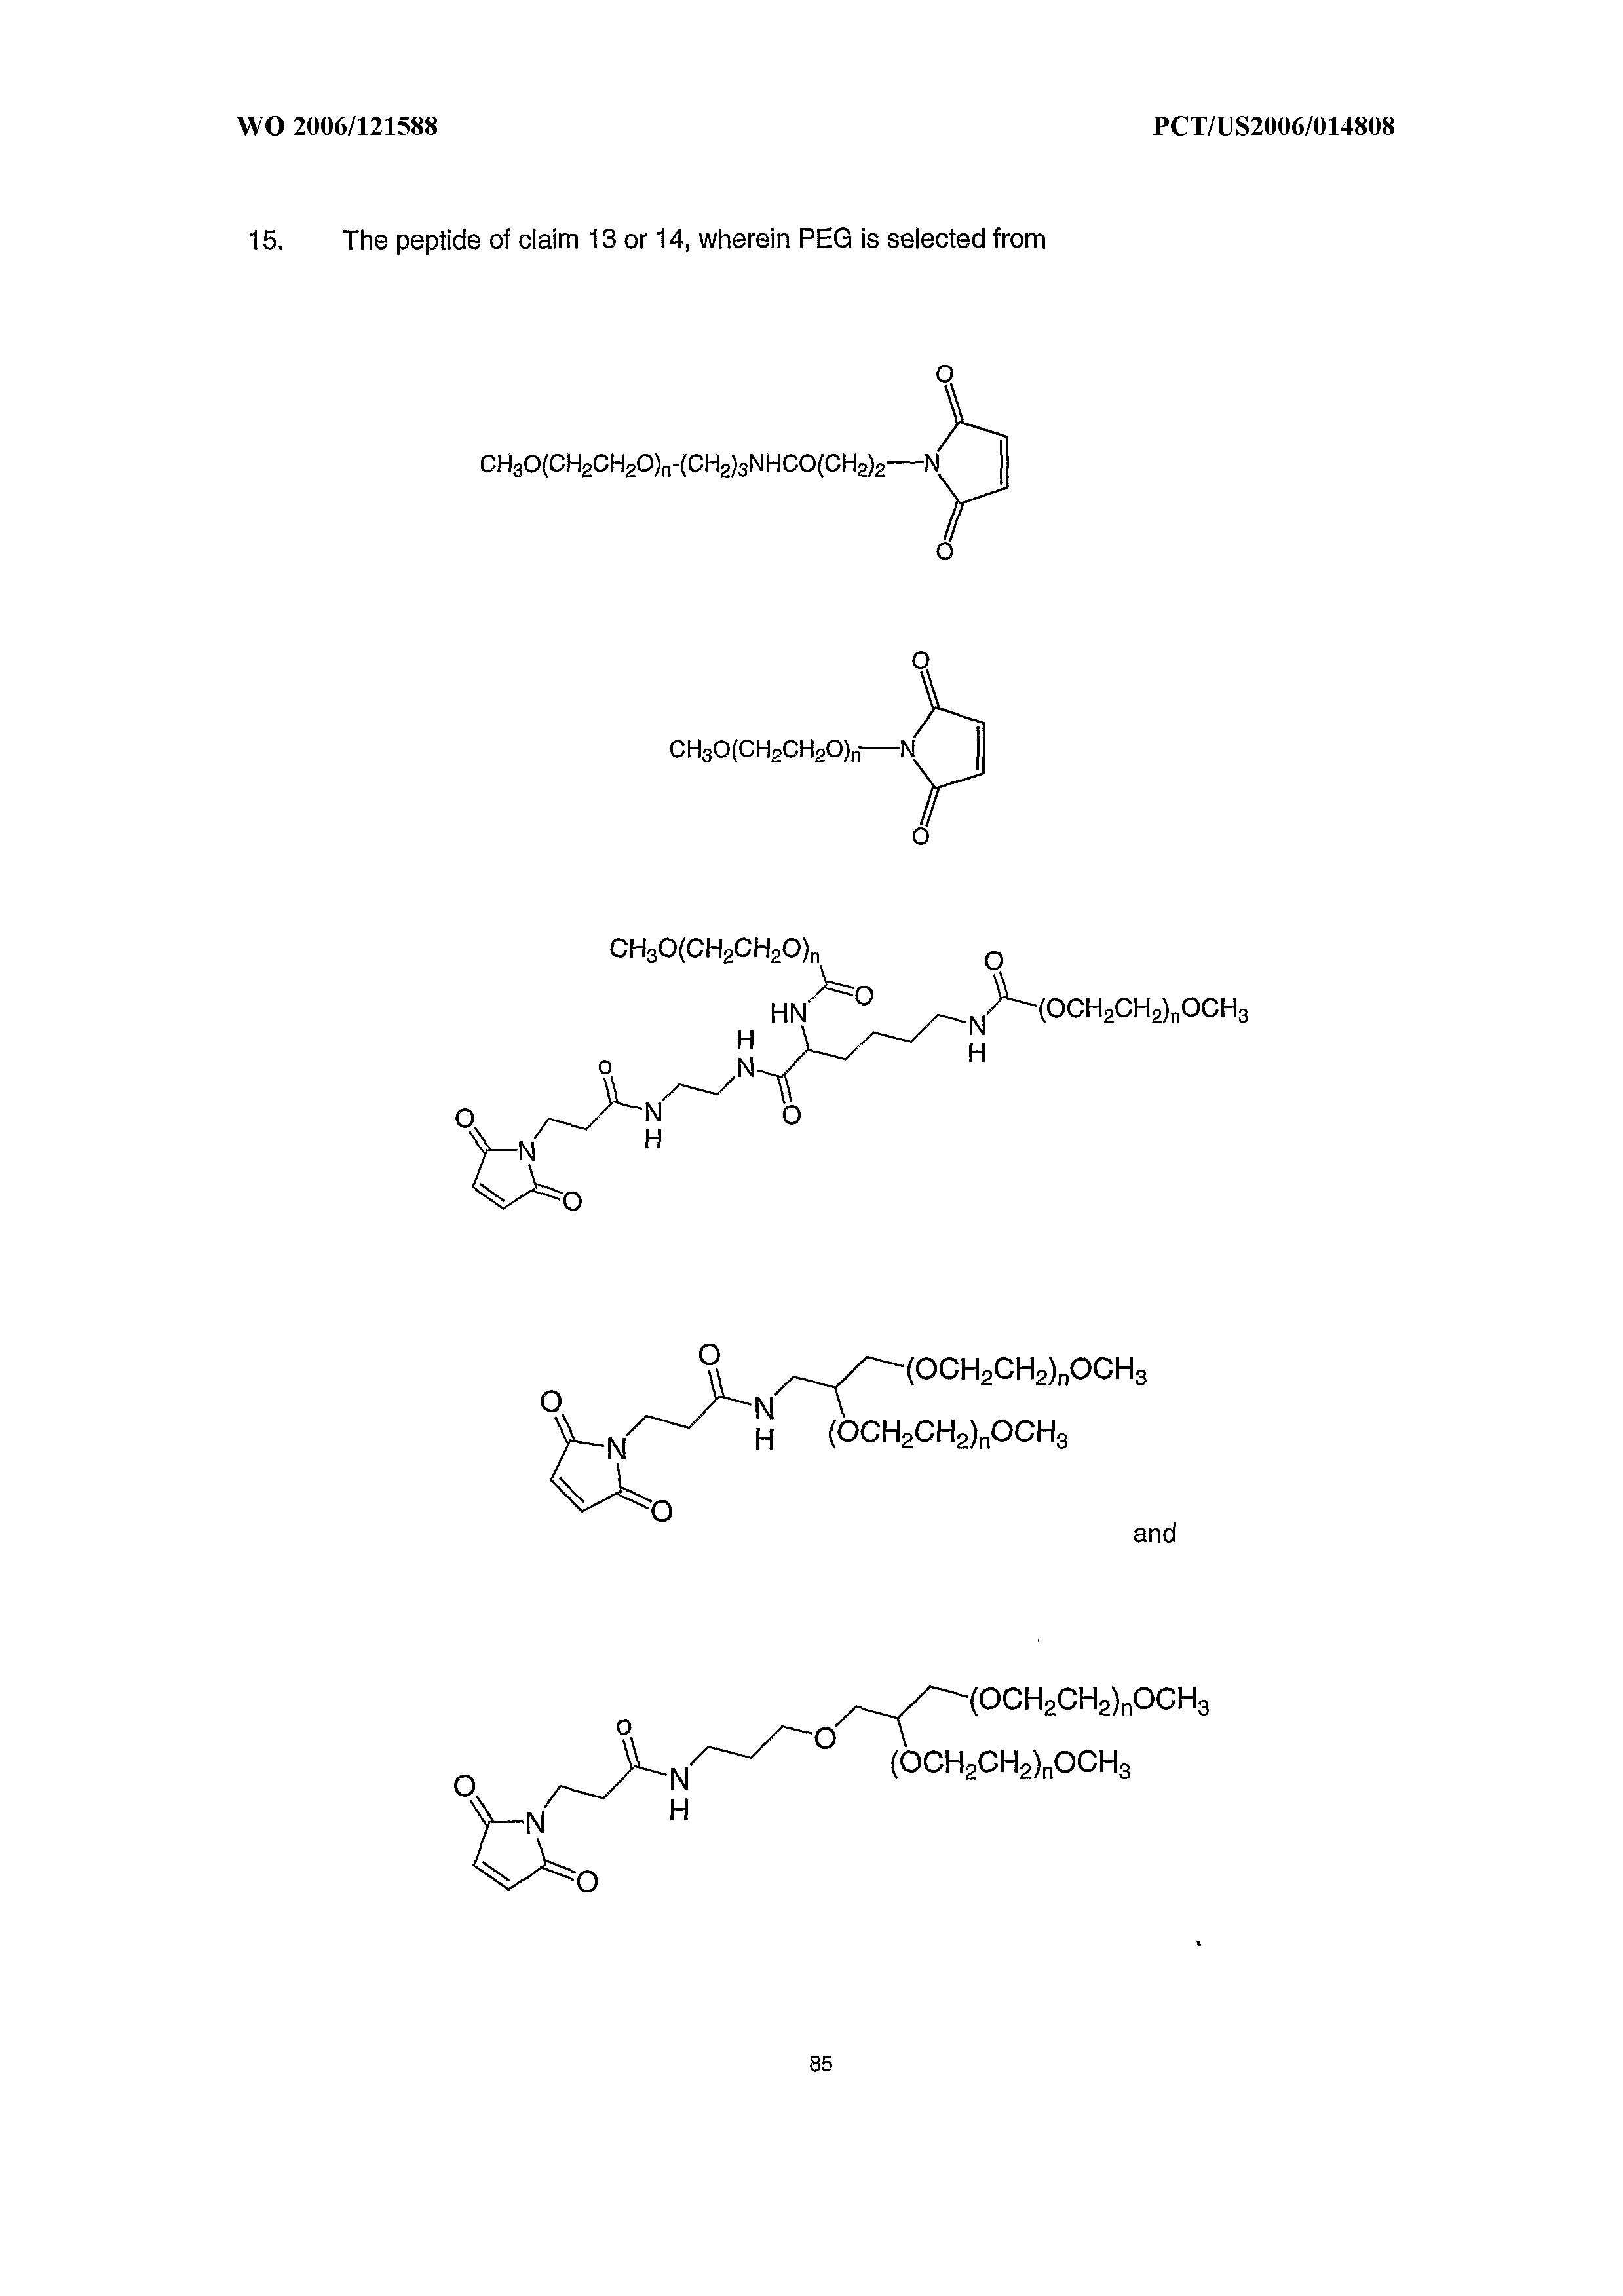 WO 2006/121588 PCT/US2006/014808
15. The peptide of claim 13 or 14, wherein PEG is selected from
O
CH3O(CH2CH2O)n-(CH2)3NHCO(CH2)2 N
O
O
CH3O(CH2CH2O)n N
O
CH3O(CH2CH2O)n
O
O
HN
(OCH2CH2)nOCH3
N
H
H
N
O
O
N
H
O
N
O
O
(OCH2CH2)nOCH3
O
N
H
(OCH2CH2)nOCH3
N
O
and
(OCH2CH2)nOCH3
O
O
(OCH2CH2)nOCH3
N
H
O
N
O
85